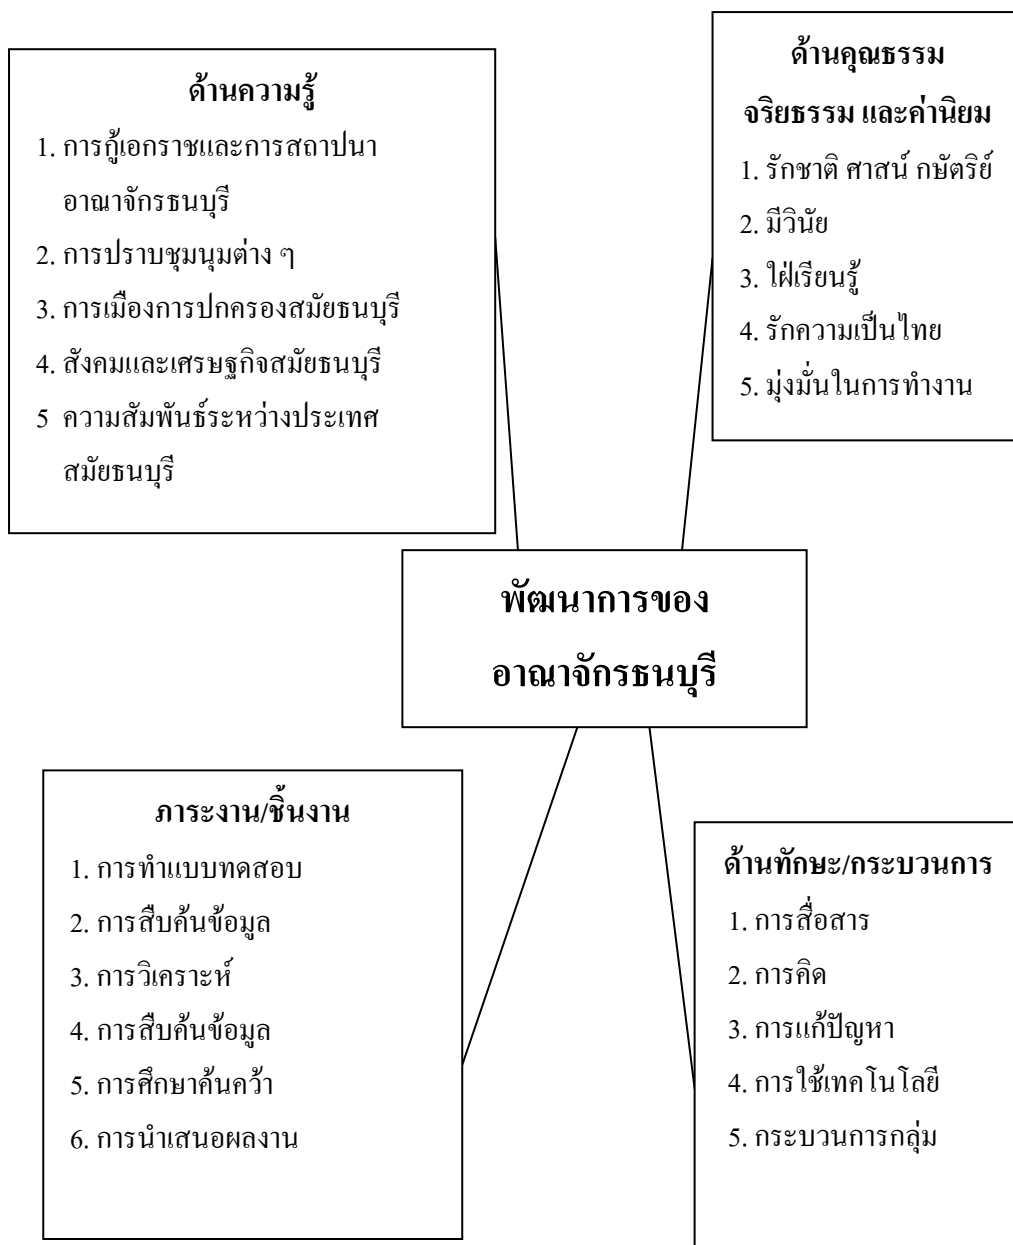 ด้านความรู้
1. การกู้เอกราชและการสถาปนา
อาณาจักรธนบุรี
2. การปราบชุมนุมต่าง ๆ
3. การเมืองการปกครองสมัยธนบุรี
4. สังคมและเศรษฐกิจสมัยธนบุรี
5 ความสัมพันธ์ระหว่างประเทศ
สมัยธนบุรี
ด้านคุณธรรม
จริยธรรม และค่านิยม
1. รักชาติ ศาสน์ กษัตริย์
2. มีวินัย
3. ใฝ่เรียนรู้
4. รักความเป็นไทย
5. มุ่งมั่นในการทำงาน
พัฒนาการของ
อาณาจักรธนบุรี
ภาระงาน/ชิ้นงาน
1. การทำแบบทดสอบ
2. การสืบค้นข้อมูล
3. การวิเคราะห์
4. การสืบค้นข้อมูล
5. การศึกษาค้นคว้า
6. การนำเสนอผลงาน
ด้านทักษะ/กระบวนการ
1. การสื่อสาร
2. การคิด
3. การแก้ปัญหา
4. การใช้เทคโนโลยี
5. กระบวนการกลุ่ม